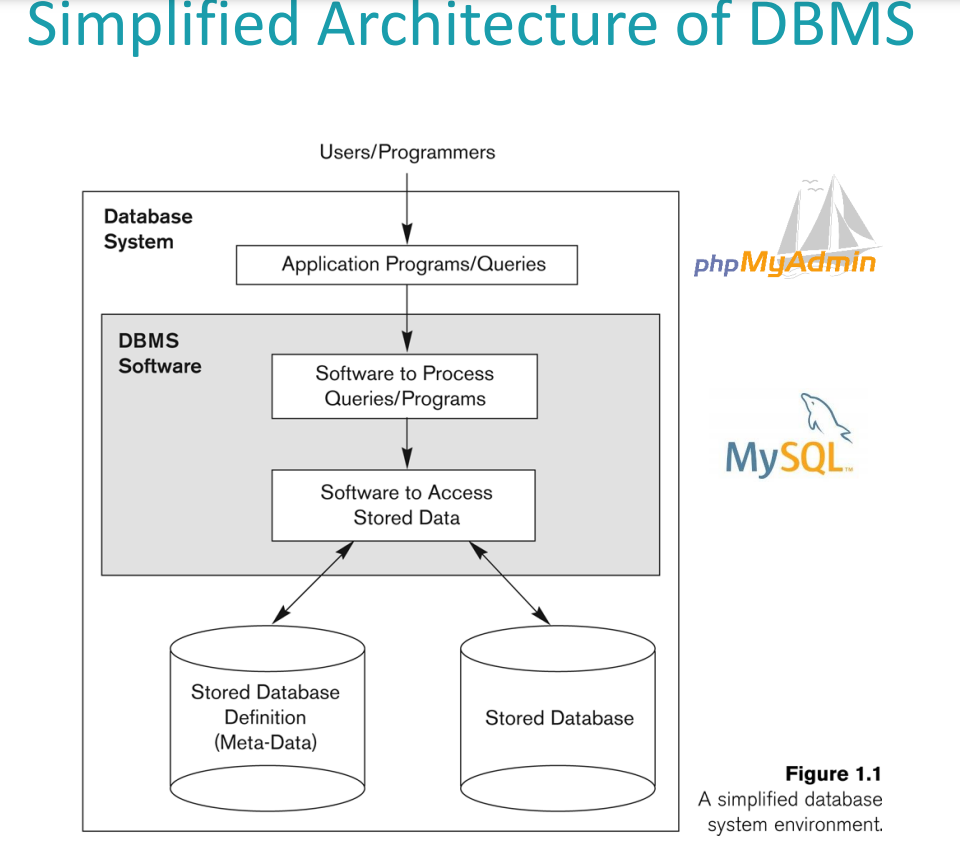 Simplified Architecture of DBMS
Users/Programmers
Database
System
Application Programs/Queries
phpMyAdmin
DBMS
Software
Software to Process
Queries/Programs
MySQL™
Software to Access
Stored Data
Stored Database
Definition
(Meta-Data)
Stored Database
Figure 1.1
A simplified database
system environment.